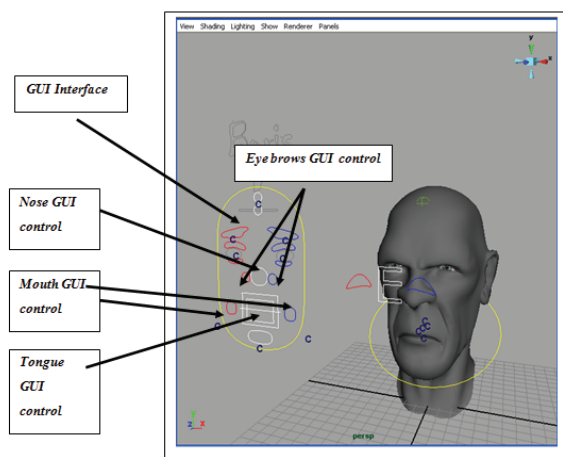 View Shading Lighting Show Renderer Panels
y
x
GUI Interface
Boris
Eye brows GUI control
C
Nose GUI
control
C
C
C
C
Mouth GUI
control
C
C
C
C
C
C
C
C
Tongue
GUI
control
y
z x
persp